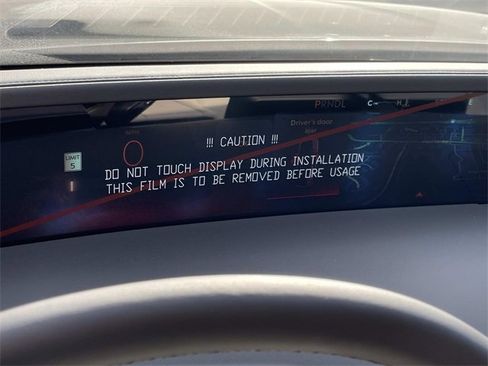 PRNDL
Driver's door
ajar
!!! CAUTION !!!
LIMIT
5
DO NOT TOUCH DISPLAY DURING INSTALLATION
THIS FILM IS TO BE REMOVED BEFORE USAGE